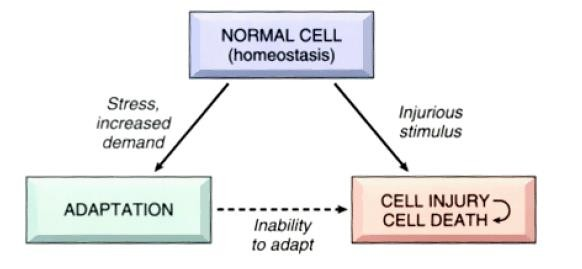 NORMAL CELL
(homeostasis)
Stress,
increased
demand
Injurious
stimulus
ADAPTATION
Inability
to adapt
CELL INJURY
CELL DEATH